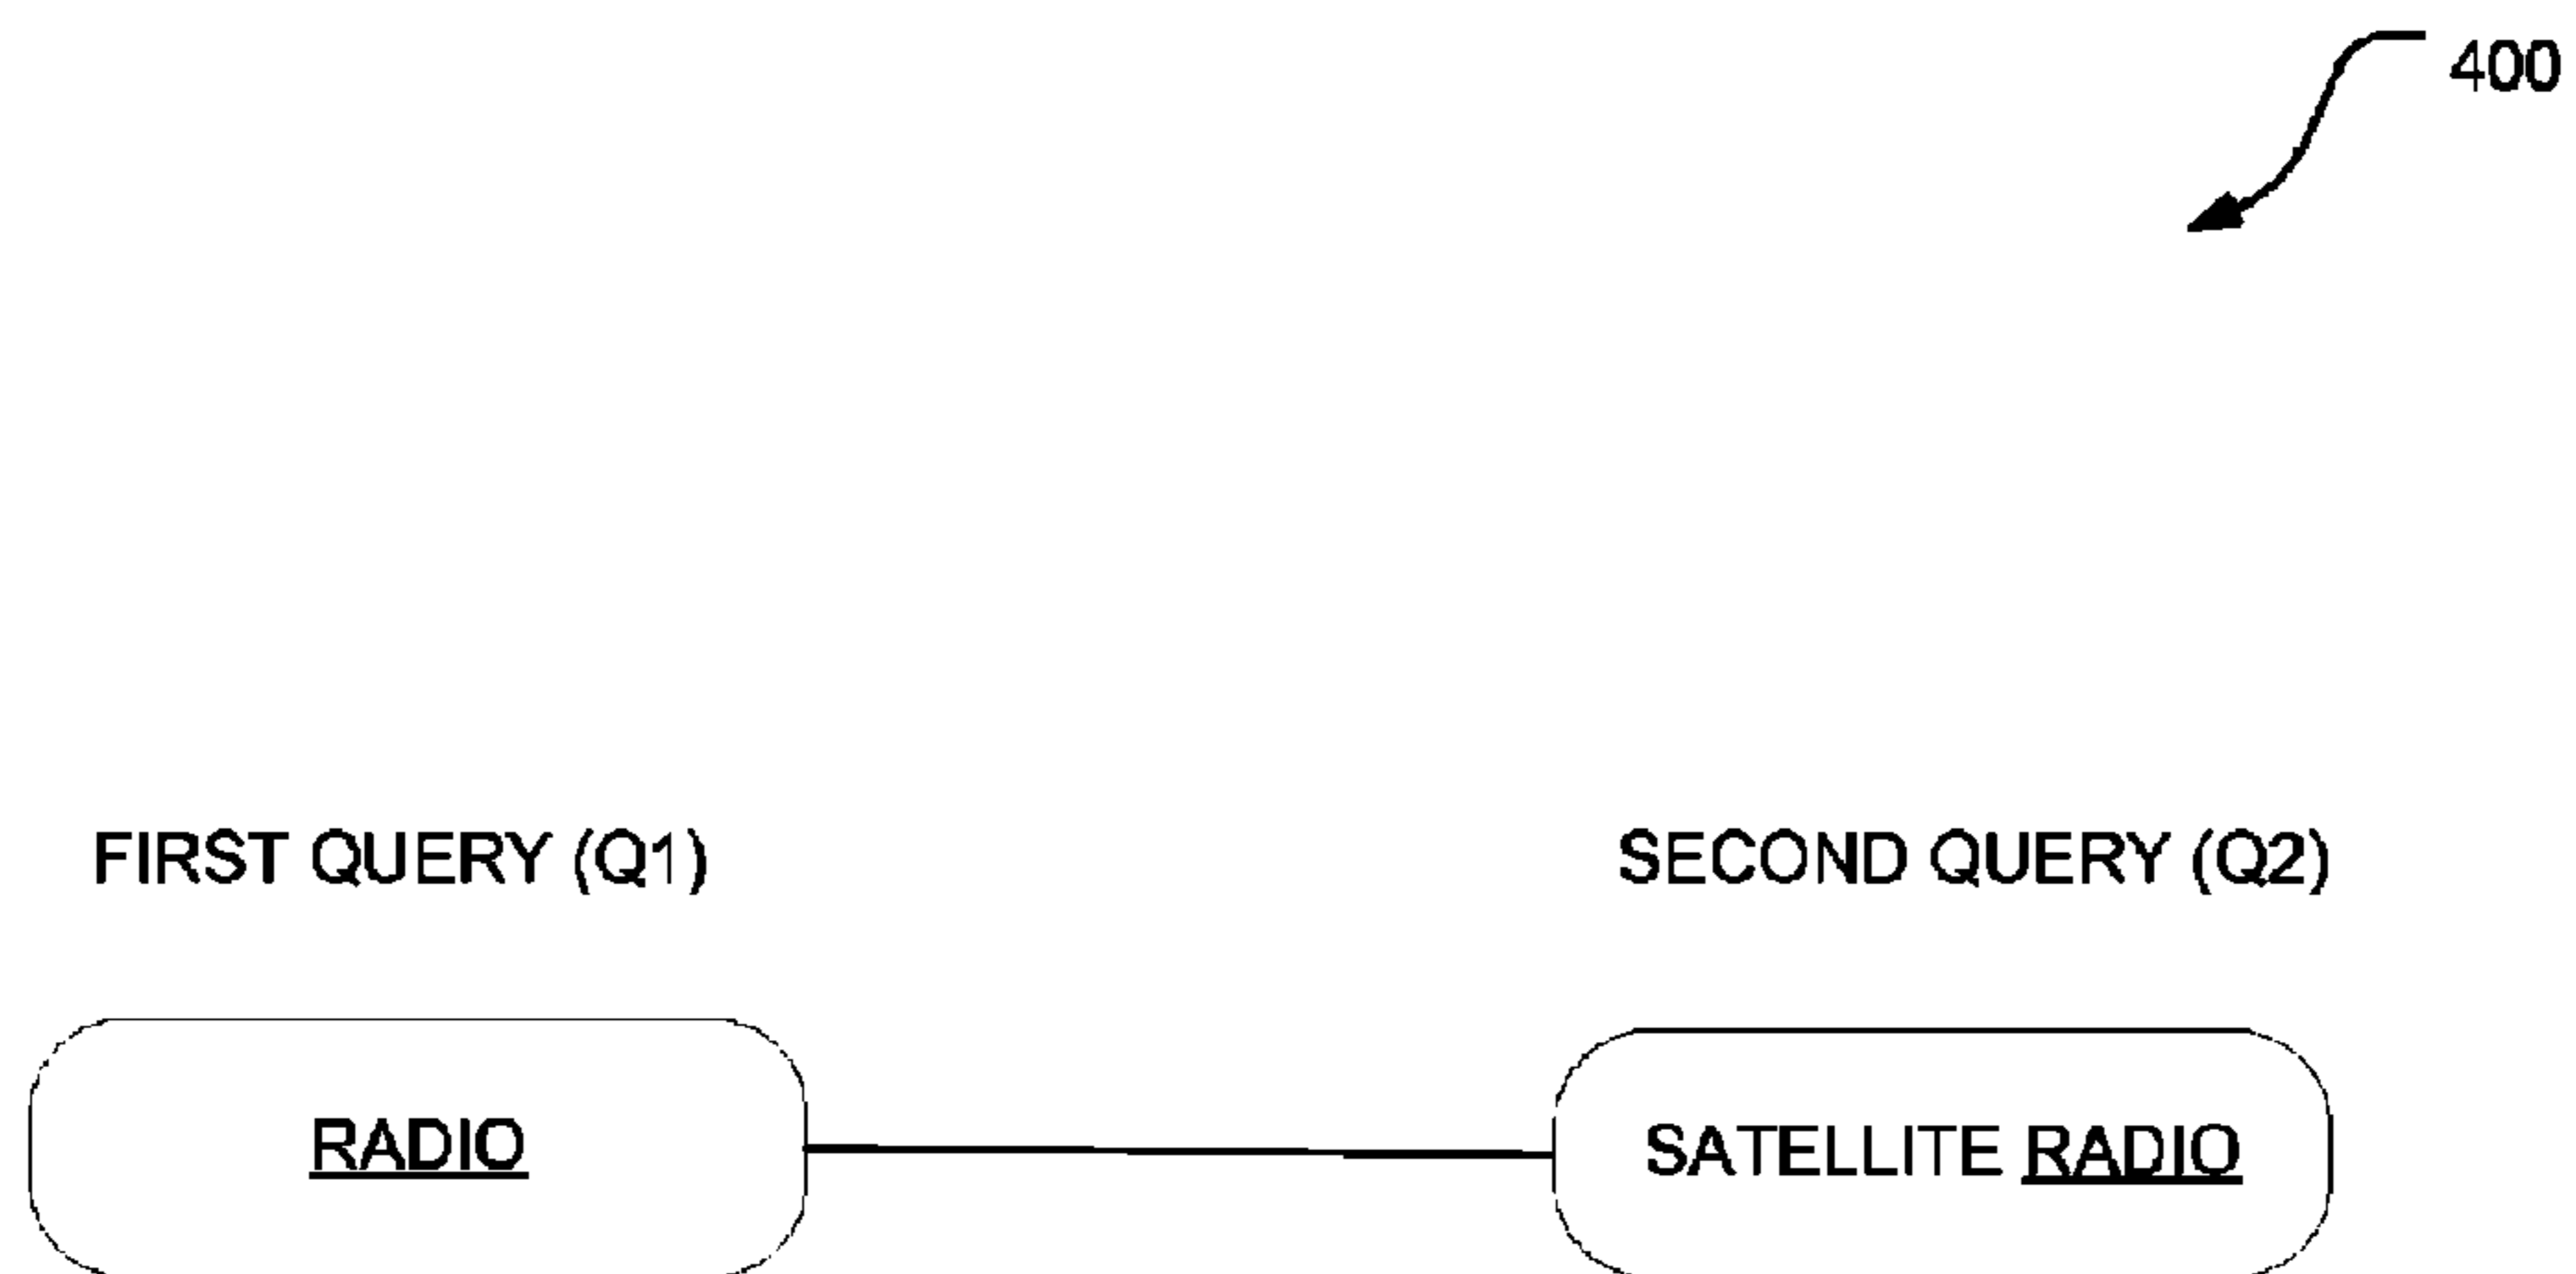 400
FIRST QUERY (Q1)
SECOND QUERY (Q2)
RADIO
SATELLITE RADIO